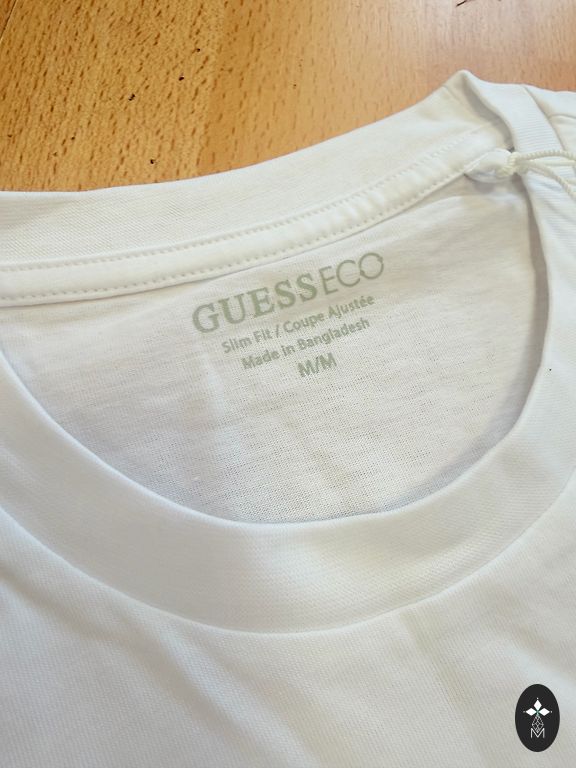 GUESSECO
Slim Fit / Coupe Ajustée
Made in Bangladesh
M/M